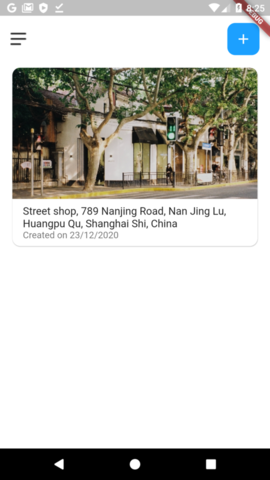 G 8:25
DEBUG
+
Street shop, 789 Nanjing Road, Nan Jing Lu,
Huangpu Qu, Shanghai Shi, China
Created on 23/12/2020